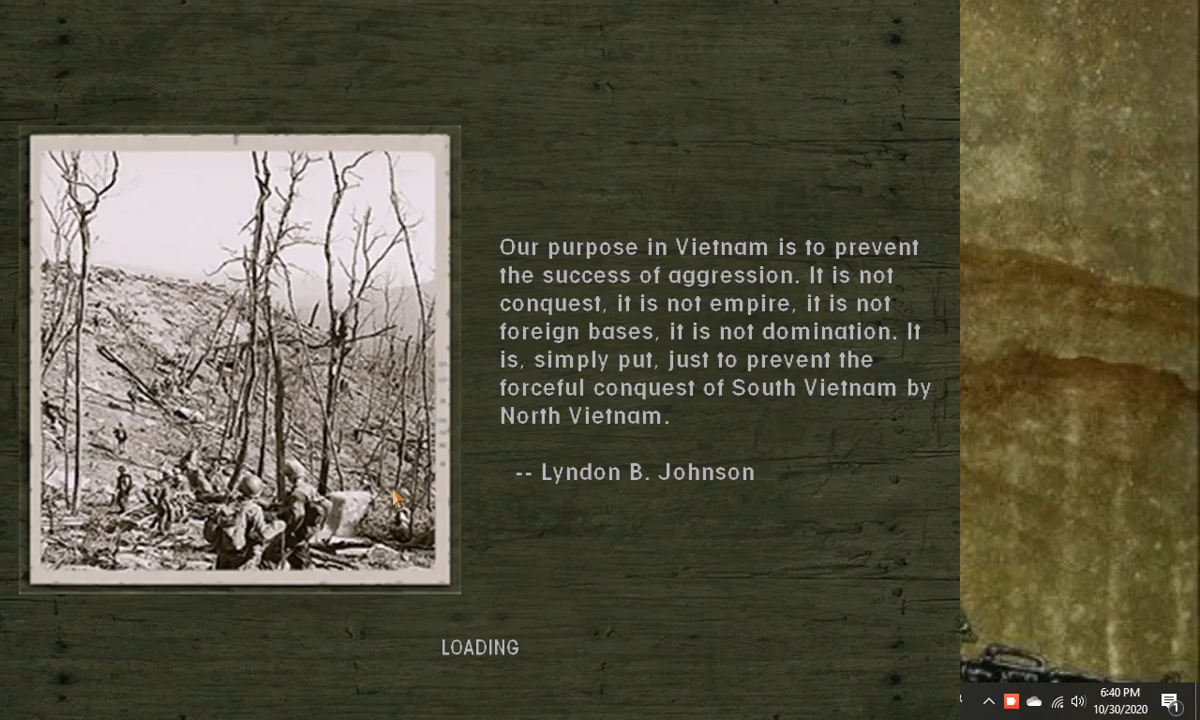 Our purpose in Vietnam is to prevent
the success of aggression. It is not
conquest, it is not empire, it is not
foreign bases, it is not domination. It
is, simply put, just to prevent the
forceful conquest of South Vietnam by
North Vietnam.
-- Lyndon B. Johnson
LOADING
6:40 PM
10/30/2020
1